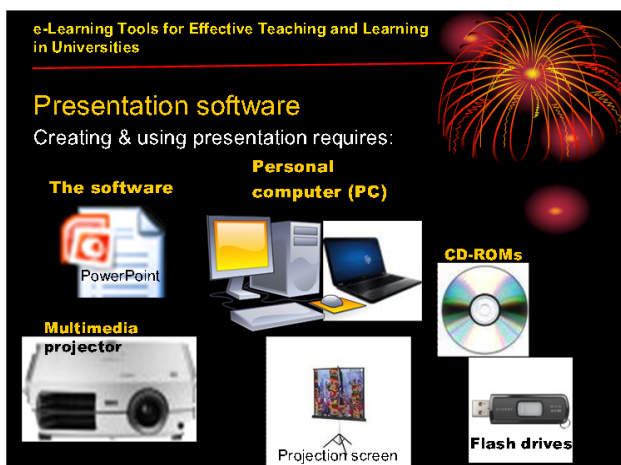 e-Learning Tools for Effective Teaching and Learning
in Universities
Presentation software
Creating & using presentation requires:
The software
Personal
computer (PC)
PowerPoint
CD-ROMs
Multimedia
projector
Projection screen
Flash drives